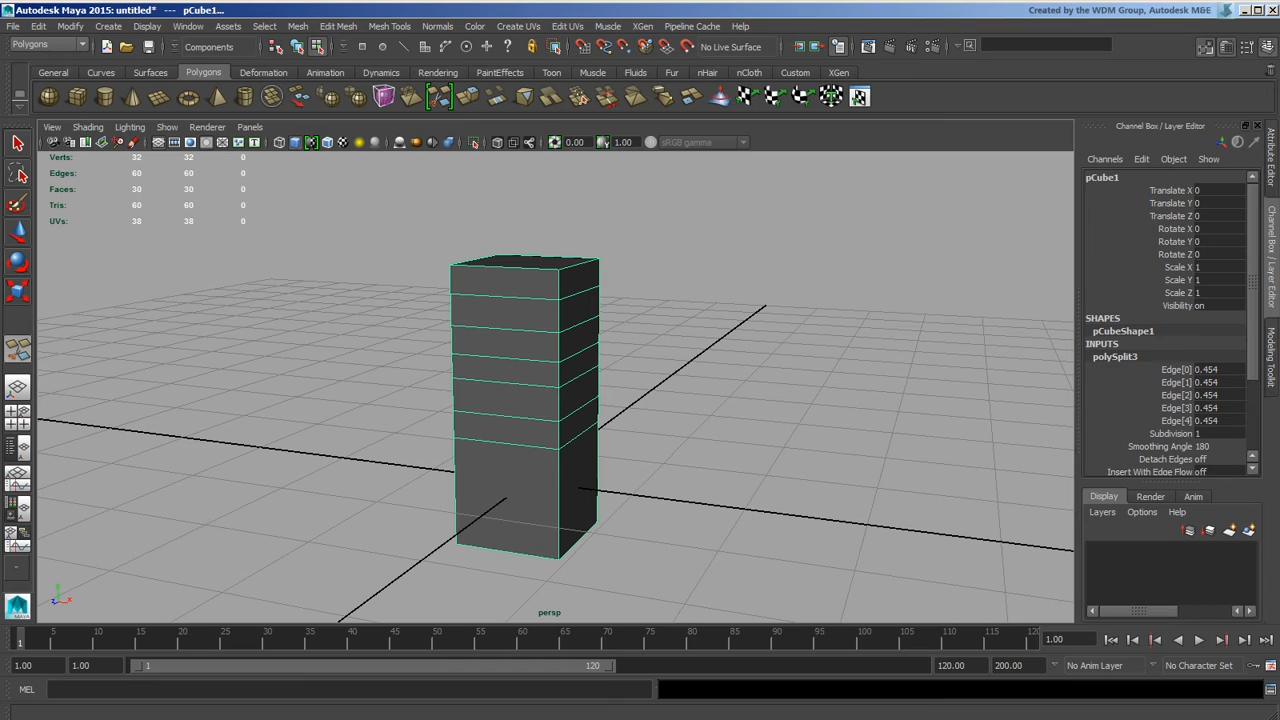 Autodesk Maya 2015: untitled*   ---   pCube1...
Created by the WDM Group, Autodesk M&E
File Edit Modify Create Display Window Assets Select Mesh Edit Mesh Mesh Tools Normals Color Create UVs Edit UVs Muscle XGen Pipeline Cache Help
Polygons Components No Live Surface
General Curves Surfaces Polygons Deformation Animation Dynamics Rendering PaintEffects Toon Muscle Fluids Fur nHair nCloth Custom XGen
View Shading Lighting Show Renderer Panels
0.00 1.00 sRGB gamma
Verts: 32 32 0
Edges: 60 60 0
Faces: 30 30 0
Tris: 60 60 0
UVs: 38 38 0
persp
Channel Box / Layer Editor
Channels Edit Object Show
pCube1
Translate X 0
Translate Y 0
Translate Z 0
Rotate X 0
Rotate Y 0
Rotate Z 0
Scale X 1
Scale Y 1
Scale Z 1
Visibility on
SHAPES
pCubeShape1
INPUTS
polySplit3
Edge[0] 0.454
Edge[1] 0.454
Edge[2] 0.454
Edge[3] 0.454
Edge[4] 0.454
Subdivision 1
Smoothing Angle 180
Detach Edges off
Insert With Edge Flow off
Display Render Anim
Layers Options Help
Attribute Editor
Channel Box / Layer Editor
Modeling Toolkit
1 5 10 15 20 25 30 35 40 45 50 55 60 65 70 75 80 85 90 95 100 105 110 115 120 1.00
1.00 1.00 1 120 120.00 200.00 No Anim Layer No Character Set
MEL